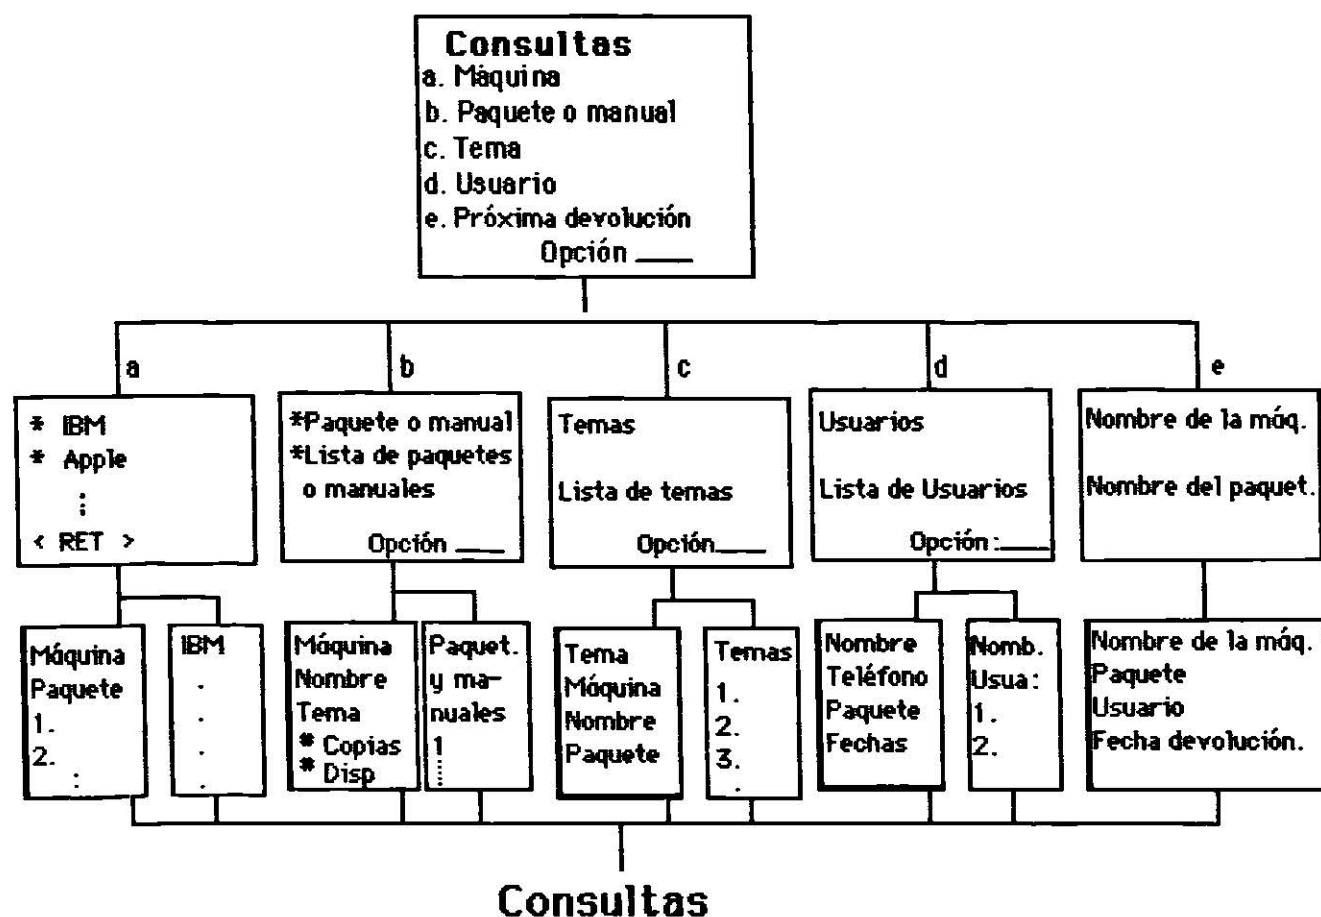 Consultas
a. Máquina
b. Paquete o manual
c. Tema
d. Usuario
e. Próxima devolución
Opción ____
a
b
c
d
e
* IBM
* Apple
:
< RET >
*Paquete o manual
*Lista de paquetes
o manuales
Opción ____
Temas
Lista de temas
Opción____
Usuarios
Lista de Usuarios
Opción:____
Nombre de la máq.
Nombre del paquet.
Máquina
Paquete
1.
2.
:
IBM
.
.
.
.
Máquina
Nombre
Tema
* Copias
* Disp
Paquet.
y ma-
nuales
1
Tema
Máquina
Nombre
Paquete
Temas
1.
2.
3.
.
Nombre
Teléfono
Paquete
Fechas
Nomb.
Usua:
1.
2.
Nombre de la máq.
Paquete
Usuario
Fecha devolución.
Consultas